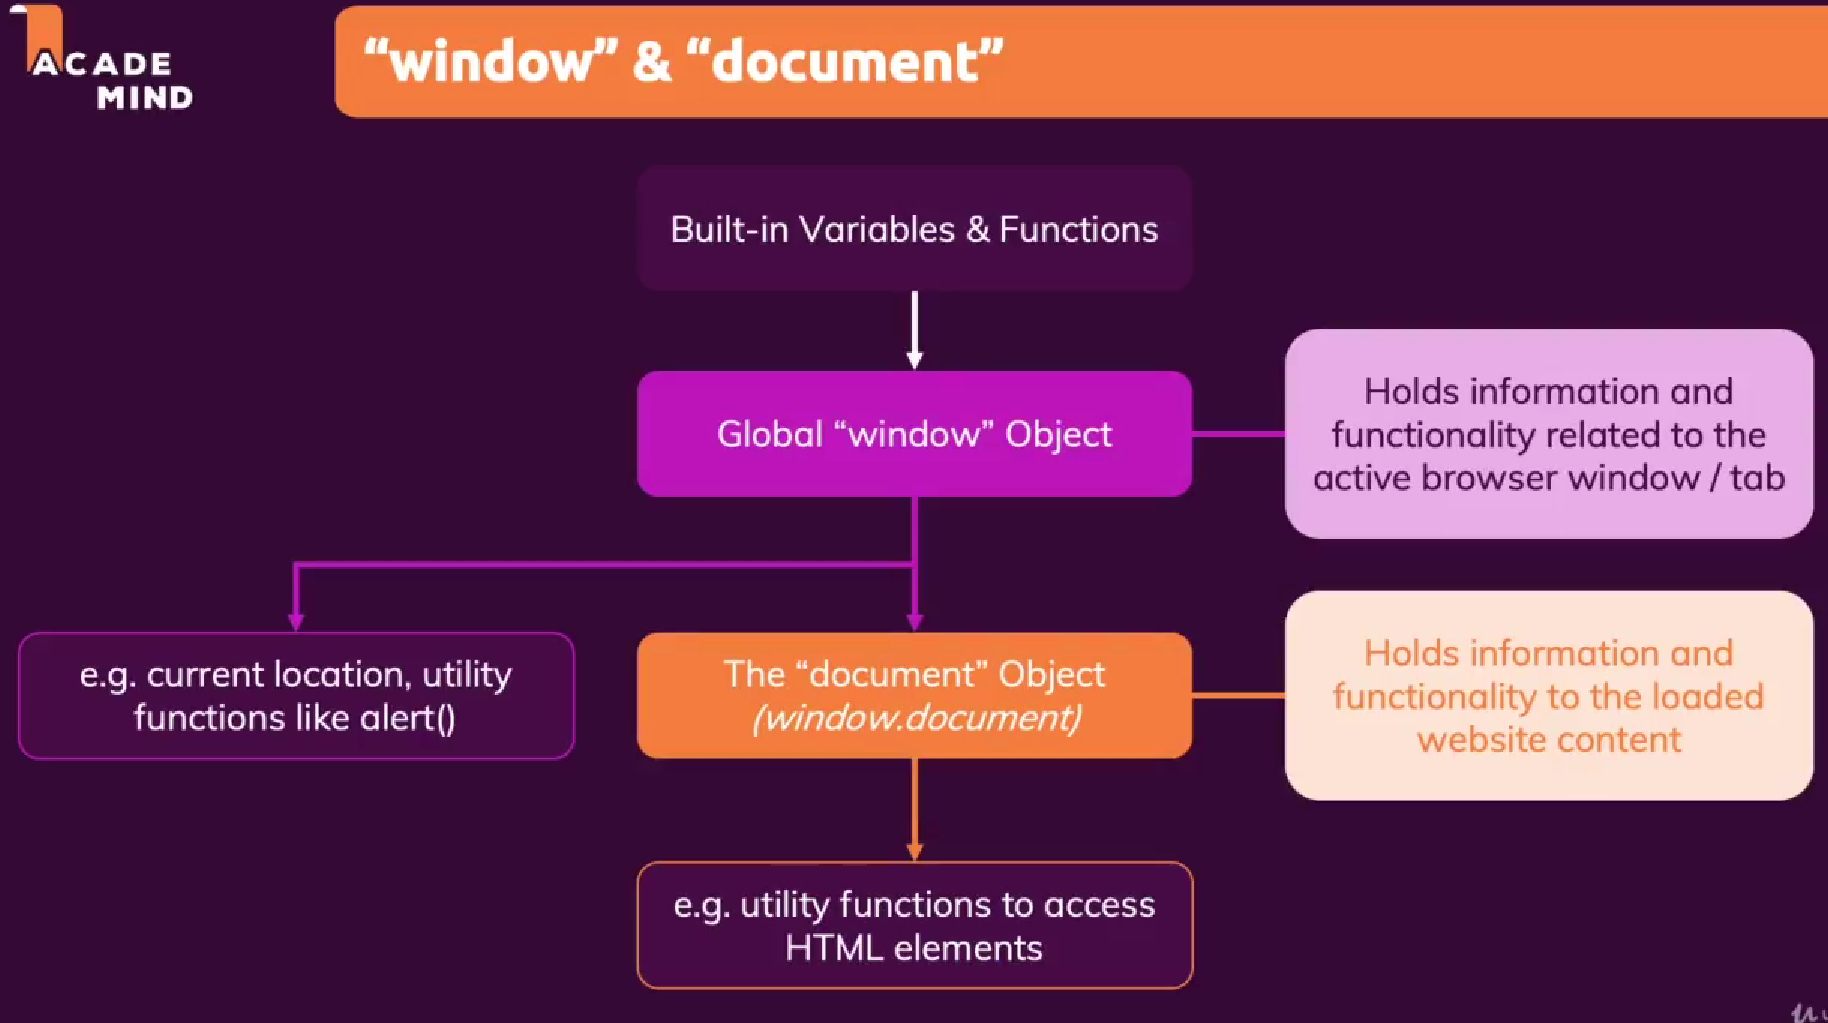 ACADE
MIND
“window” & “document”
Built-in Variables & Functions
Global “window” Object
Holds information and
functionality related to the
active browser window / tab
e.g. current location, utility
functions like alert()
The “document” Object
(window.document)
Holds information and
functionality to the loaded
website content
e.g. utility functions to access
HTML elements